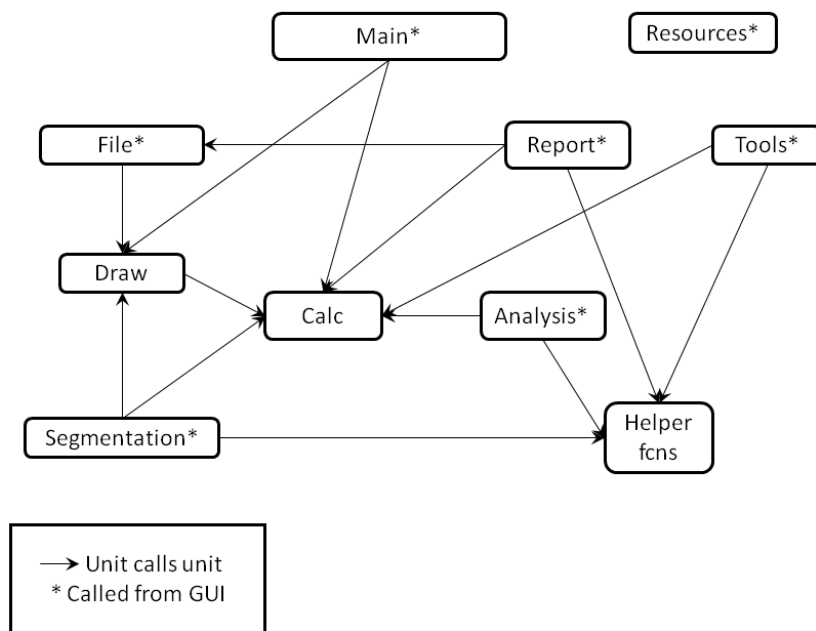 Main*
Resources*
File*
Report*
Tools*
Draw
Calc
Analysis*
Segmentation*
Helper
fcns
Unit calls unit
* Called from GUI